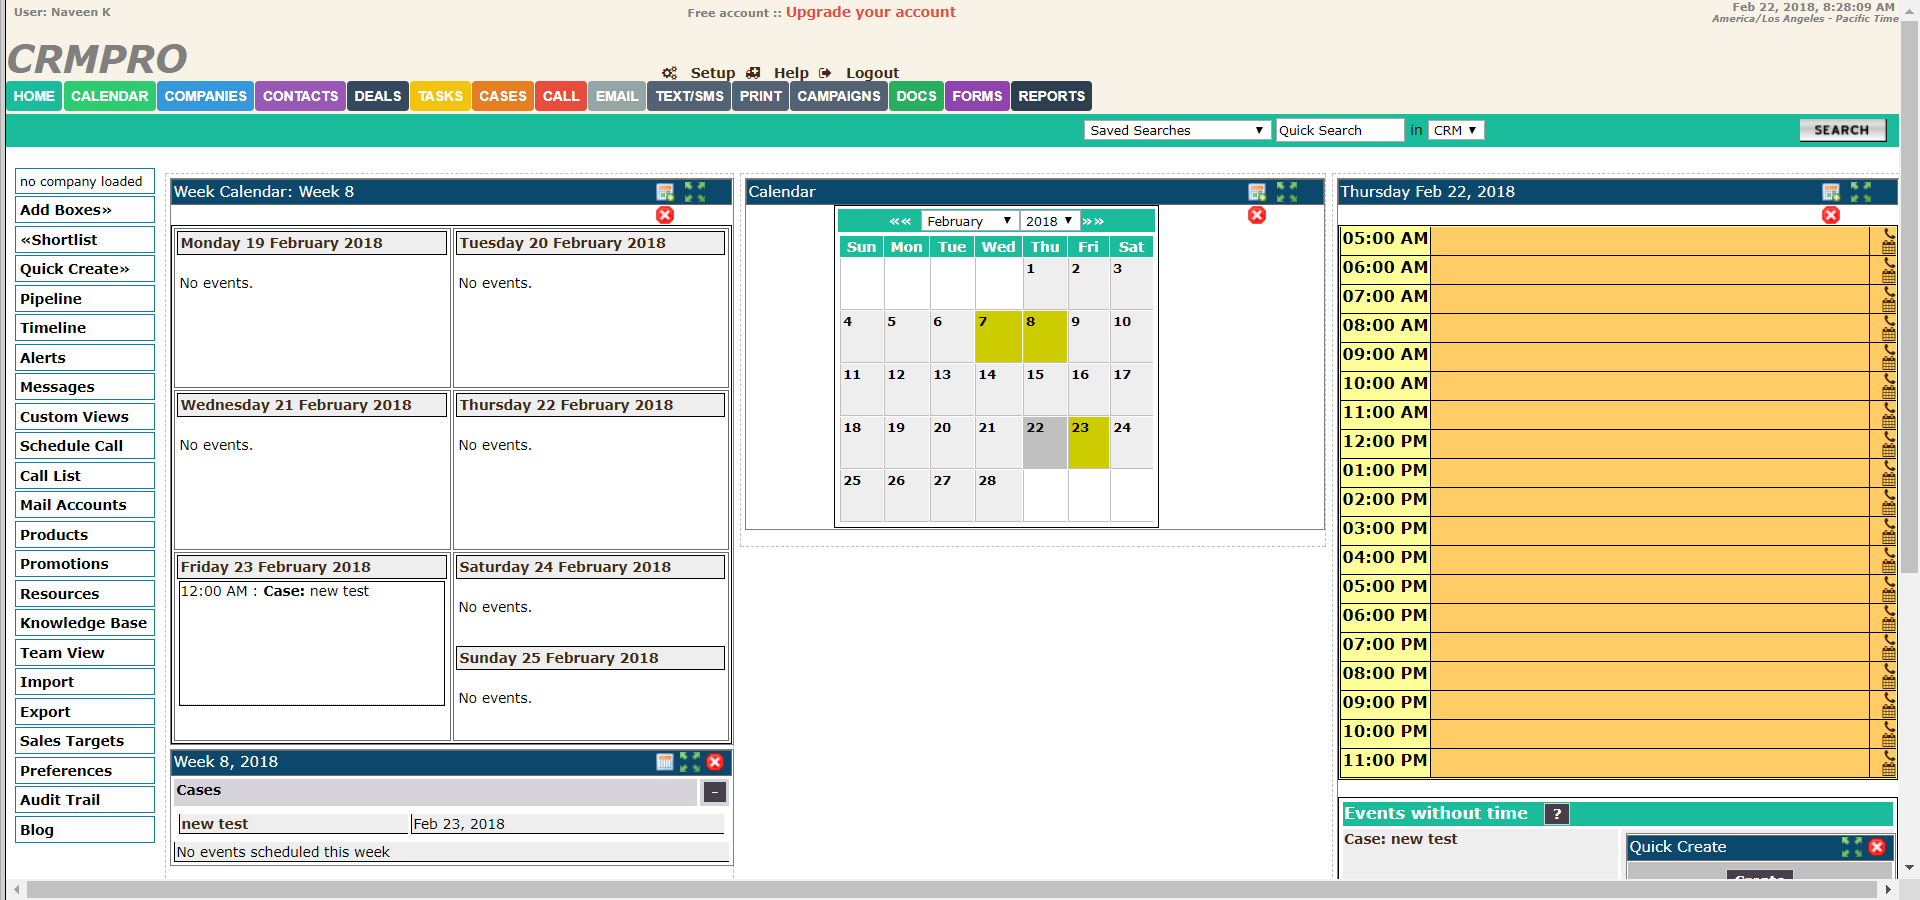 User: Naveen K
Free account :: Upgrade your account
Feb 22, 2018, 8:28:09 AM
America/Los Angeles - Pacific Time
CRMPRO
Setup Help Logout
HOME CALENDAR COMPANIES CONTACTS DEALS TASKS CASES CALL EMAIL TEXT/SMS PRINT CAMPAIGNS DOCS FORMS REPORTS
Saved Searches Quick Search in CRM SEARCH
no company loaded
Add Boxes»
«Shortlist
Quick Create»
Pipeline
Timeline
Alerts
Messages
Custom Views
Schedule Call
Call List
Mail Accounts
Products
Promotions
Resources
Knowledge Base
Team View
Import
Export
Sales Targets
Preferences
Audit Trail
Blog
Week Calendar: Week 8
Monday 19 February 2018
No events.
Tuesday 20 February 2018
No events.
Wednesday 21 February 2018
No events.
Thursday 22 February 2018
No events.
Friday 23 February 2018
12:00 AM : Case: new test
Saturday 24 February 2018
No events.
Sunday 25 February 2018
No events.
Week 8, 2018
Cases -
new test Feb 23, 2018
No events scheduled this week
Calendar
«« February 2018 »»
Sun Mon Tue Wed Thu Fri Sat
1 2 3
4 5 6 7 8 9 10
11 12 13 14 15 16 17
18 19 20 21 22 23 24
25 26 27 28
Thursday Feb 22, 2018
05:00 AM
06:00 AM
07:00 AM
08:00 AM
09:00 AM
10:00 AM
11:00 AM
12:00 PM
01:00 PM
02:00 PM
03:00 PM
04:00 PM
05:00 PM
06:00 PM
07:00 PM
08:00 PM
09:00 PM
10:00 PM
11:00 PM
Events without time ?
Case: new test
Quick Create